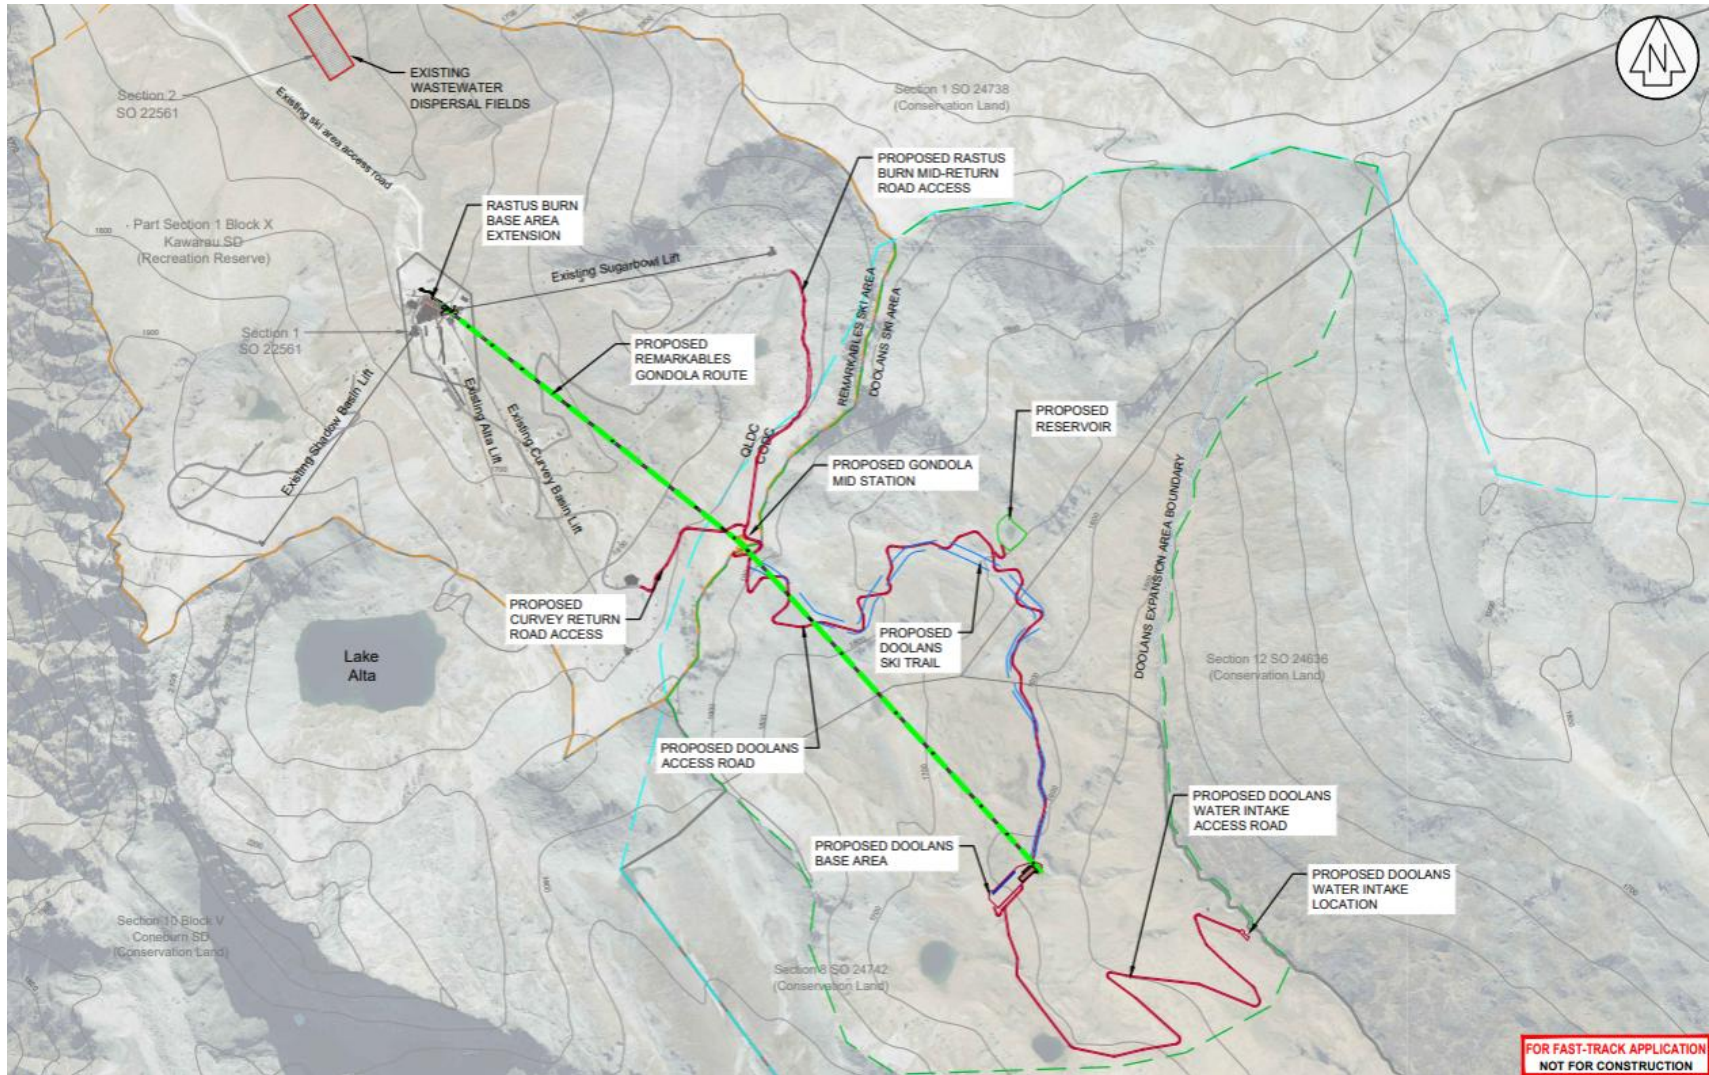 N
EXISTING
WASTEWATER
DISPERSAL FIELDS
Section 2
SO 22561
Existing ski area access road
Section 1 SO 24738
(Conservation Land)
PROPOSED RASTUS
BURN MID-RETURN
ROAD ACCESS
RASTUS BURN
BASE AREA
EXTENSION
Part Section 1 Block X
Kawarau SD
(Recreation Reserve)
Existing Sugarbowl Lift
Section 1
SO 22561
REMARKABLES SKI AREA
DOOLANS SKI AREA
PROPOSED
REMARKABLES
GONDOLA ROUTE
Existing Shadow Basin Lift
Existing Alta Lift
Existing Curvey Basin Lift
QLDC
CODC
PROPOSED
RESERVOIR
PROPOSED GONDOLA
MID STATION
DOOLANS EXPANSION AREA BOUNDARY
PROPOSED
CURVEY RETURN
ROAD ACCESS
PROPOSED
DOOLANS
SKI TRAIL
Lake
Alta
Section 12 SO 24636
(Conservation Land)
PROPOSED DOOLANS
ACCESS ROAD
PROPOSED DOOLANS
WATER INTAKE
ACCESS ROAD
PROPOSED DOOLANS
BASE AREA
PROPOSED DOOLANS
WATER INTAKE
LOCATION
Section 10 Block V
Coneburn SD
(Conservation Land)
Section 8 SO 24742
(Conservation Land)
FOR FAST-TRACK APPLICATION
NOT FOR CONSTRUCTION